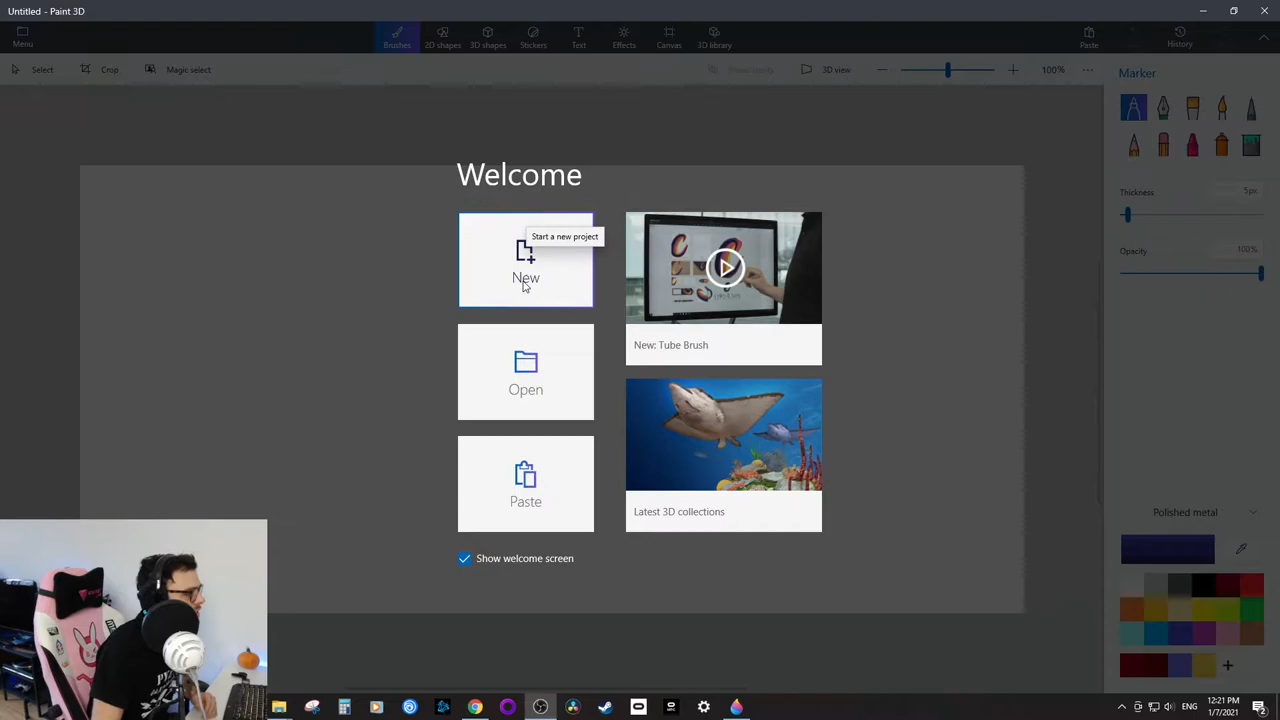 Untitled - Paint 3D
Menu
Brushes
2D shapes
3D shapes
Stickers
Text
Effects
Canvas
3D library
Paste
History
Select
Crop
Magic select
3D view
100%
Marker
Thickness
5px
Opacity
100%
Welcome
Start a new project
New
Open
Paste
New: Tube Brush
Latest 3D collections
Show welcome screen
Polished metal
ENG
12:21 PM
1/7/2021